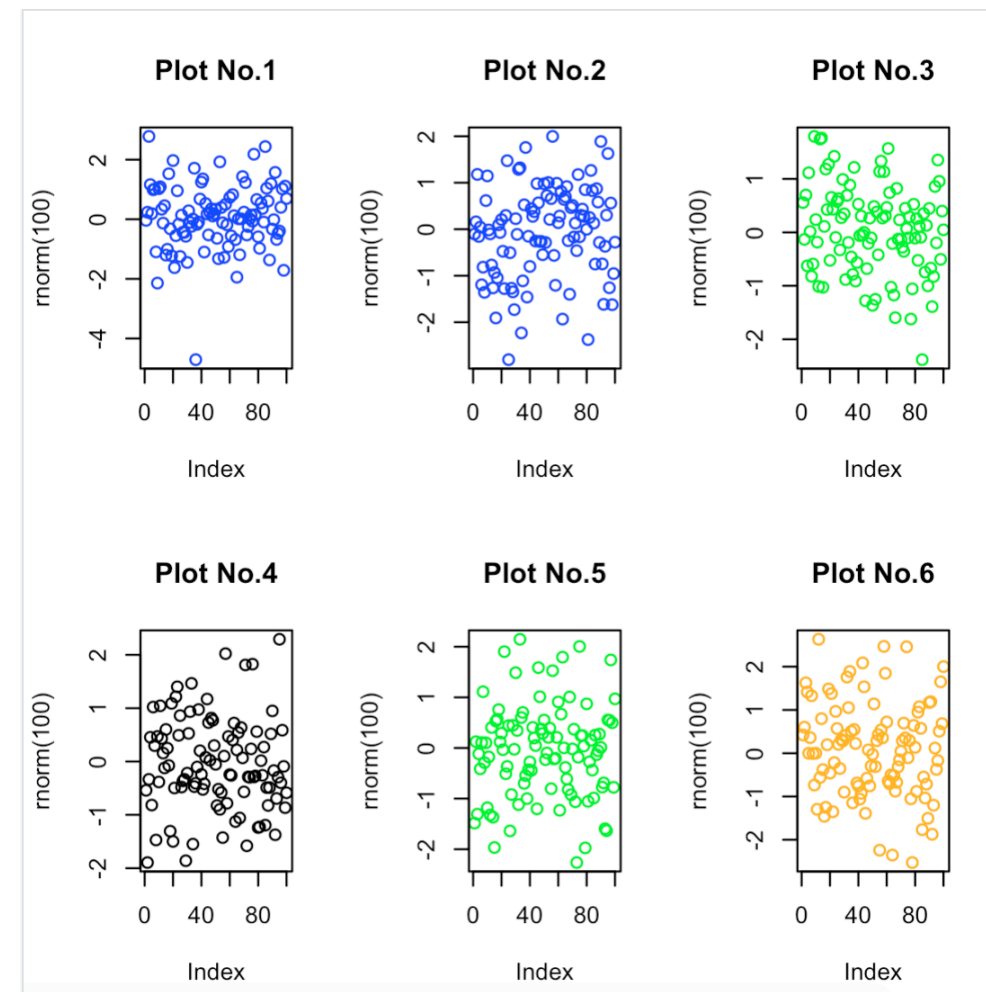 Plot No.1
rnorm(100)
2
0
-2
-4
0 40 80
Index
Plot No.2
rnorm(100)
2
1
0
-1
-2
0 40 80
Index
Plot No.3
rnorm(100)
1
0
-1
-2
0 40 80
Index
Plot No.4
rnorm(100)
2
1
0
-1
-2
0 40 80
Index
Plot No.5
rnorm(100)
2
1
0
-1
-2
0 40 80
Index
Plot No.6
rnorm(100)
2
1
0
-1
-2
0 40 80
Index